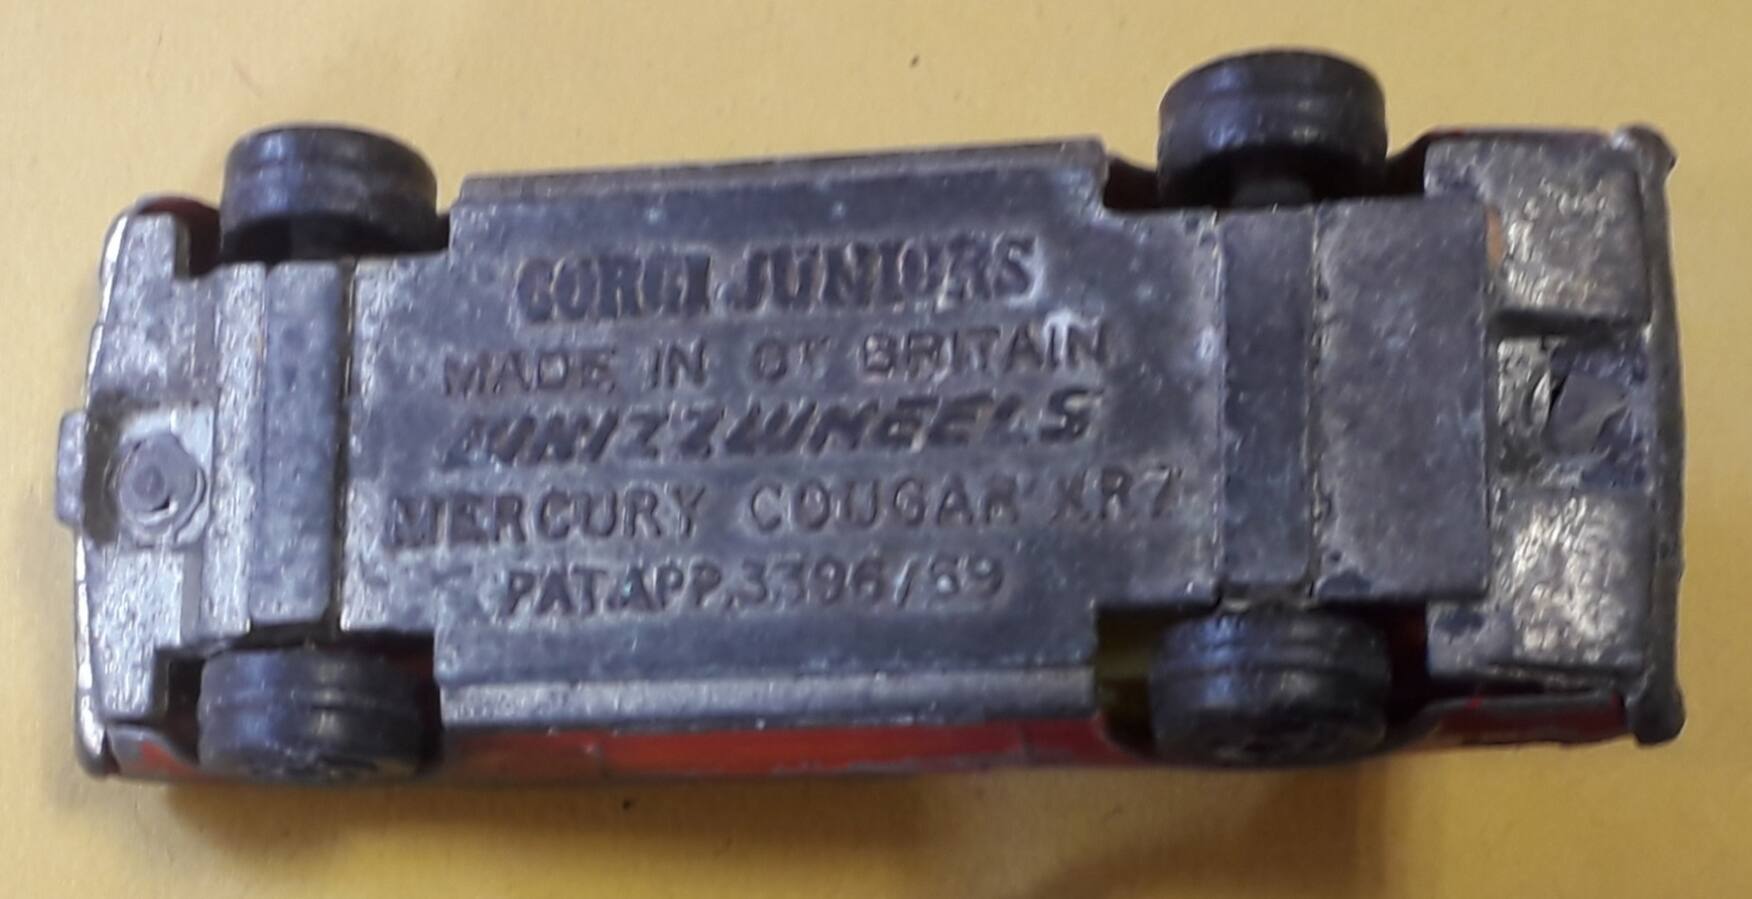 CORGI JUNIORS
MADE IN GT BRITAIN
WHIZZWHEELS
MERCURY COUGAR XR7
PAT.APP.3396/69